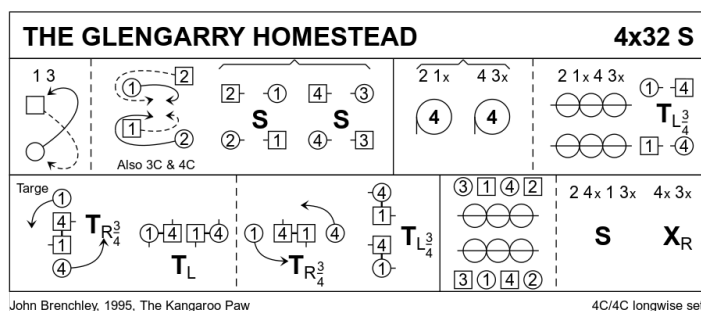 THE GLENGARRY HOMESTEAD 4x32 S
1 3
2 1x 4 3x
2 1x 4 3x
1 2
1 2
Also 3C & 4C
2 1 4 3
S S
2 1 4 3
4 4
1 4
TL3/4
1 4
Targe
1
4
1
4
TR3/4
1 4 1 4
TL
1 4 1 4
TR3/4
4
1
4
1
TL3/4
3 1 4 2
3 1 4 2
2 4x 1 3x 4x 3x
S XR
John Brenchley, 1995, The Kangaroo Paw 4C/4C longwise set